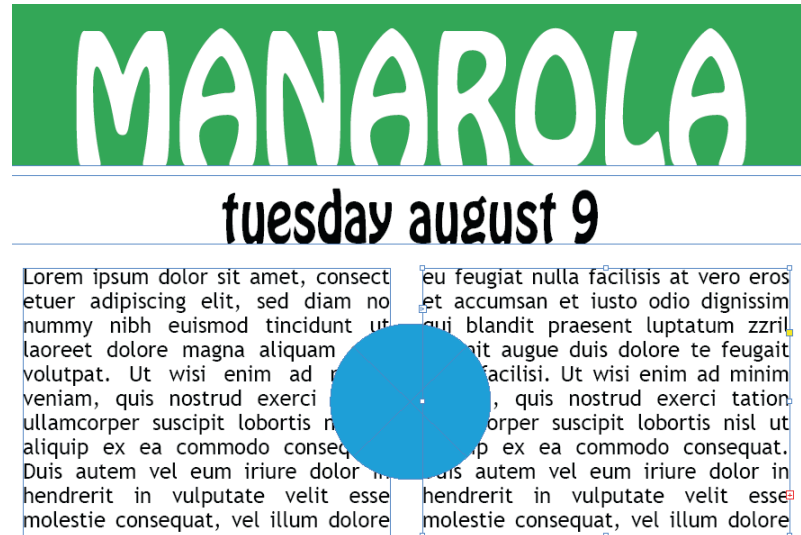 MANAROLA
tuesday august 9
Lorem ipsum dolor sit amet, consect
etuer adipiscing elit, sed diam no
nummy nibh euismod tincidunt ut
laoreet dolore magna aliquam
volutpat. Ut wisi enim ad
veniam, quis nostrud exerci
ullamcorper suscipit lobortis
aliquip ex ea commodo
Duis autem vel eum iriure dolor in
hendrerit in vulputate velit esse
molestie consequat, vel illum dolore
eu feugiat nulla facilisis at vero eros
et accumsan et iusto odio dignissim
qui blandit praesent luptatum zzril
augue duis dolore te feugait
facilisi. Ut wisi enim ad minim
, quis nostrud exerci tation
suscipit lobortis nisl ut
ex ea commodo consequat.
Duis autem vel eum iriure dolor in
hendrerit in vulputate velit esse
molestie consequat, vel illum dolore